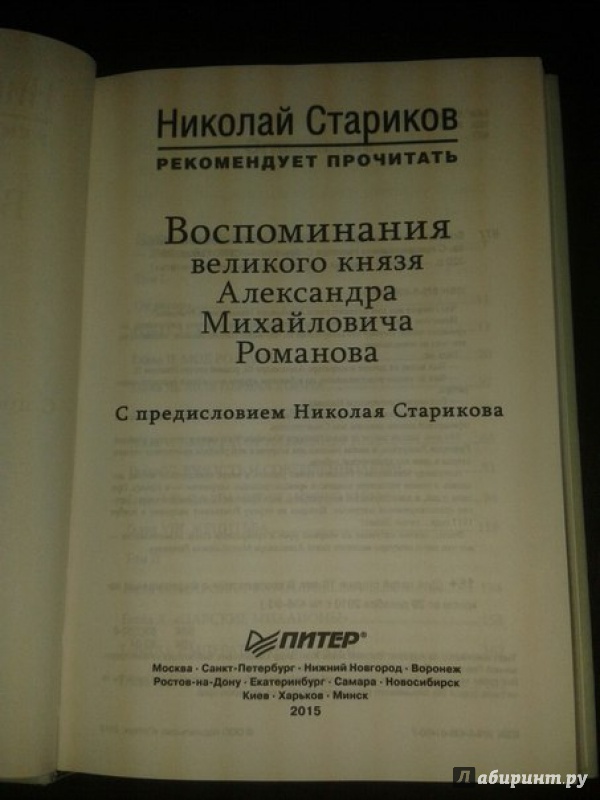 Николай Стариков
РЕКОМЕНДУЕТ ПРОЧИТАТЬ
Воспоминания
великого князя
Александра
Михайловича
Романова
С предисловием Николая Старикова
ПИТЕР®
Москва · Санкт-Петербург · Нижний Новгород · Воронеж
Ростов-на-Дону · Екатеринбург · Самара · Новосибирск
Киев · Харьков · Минск
2015
Лабиринт.ру